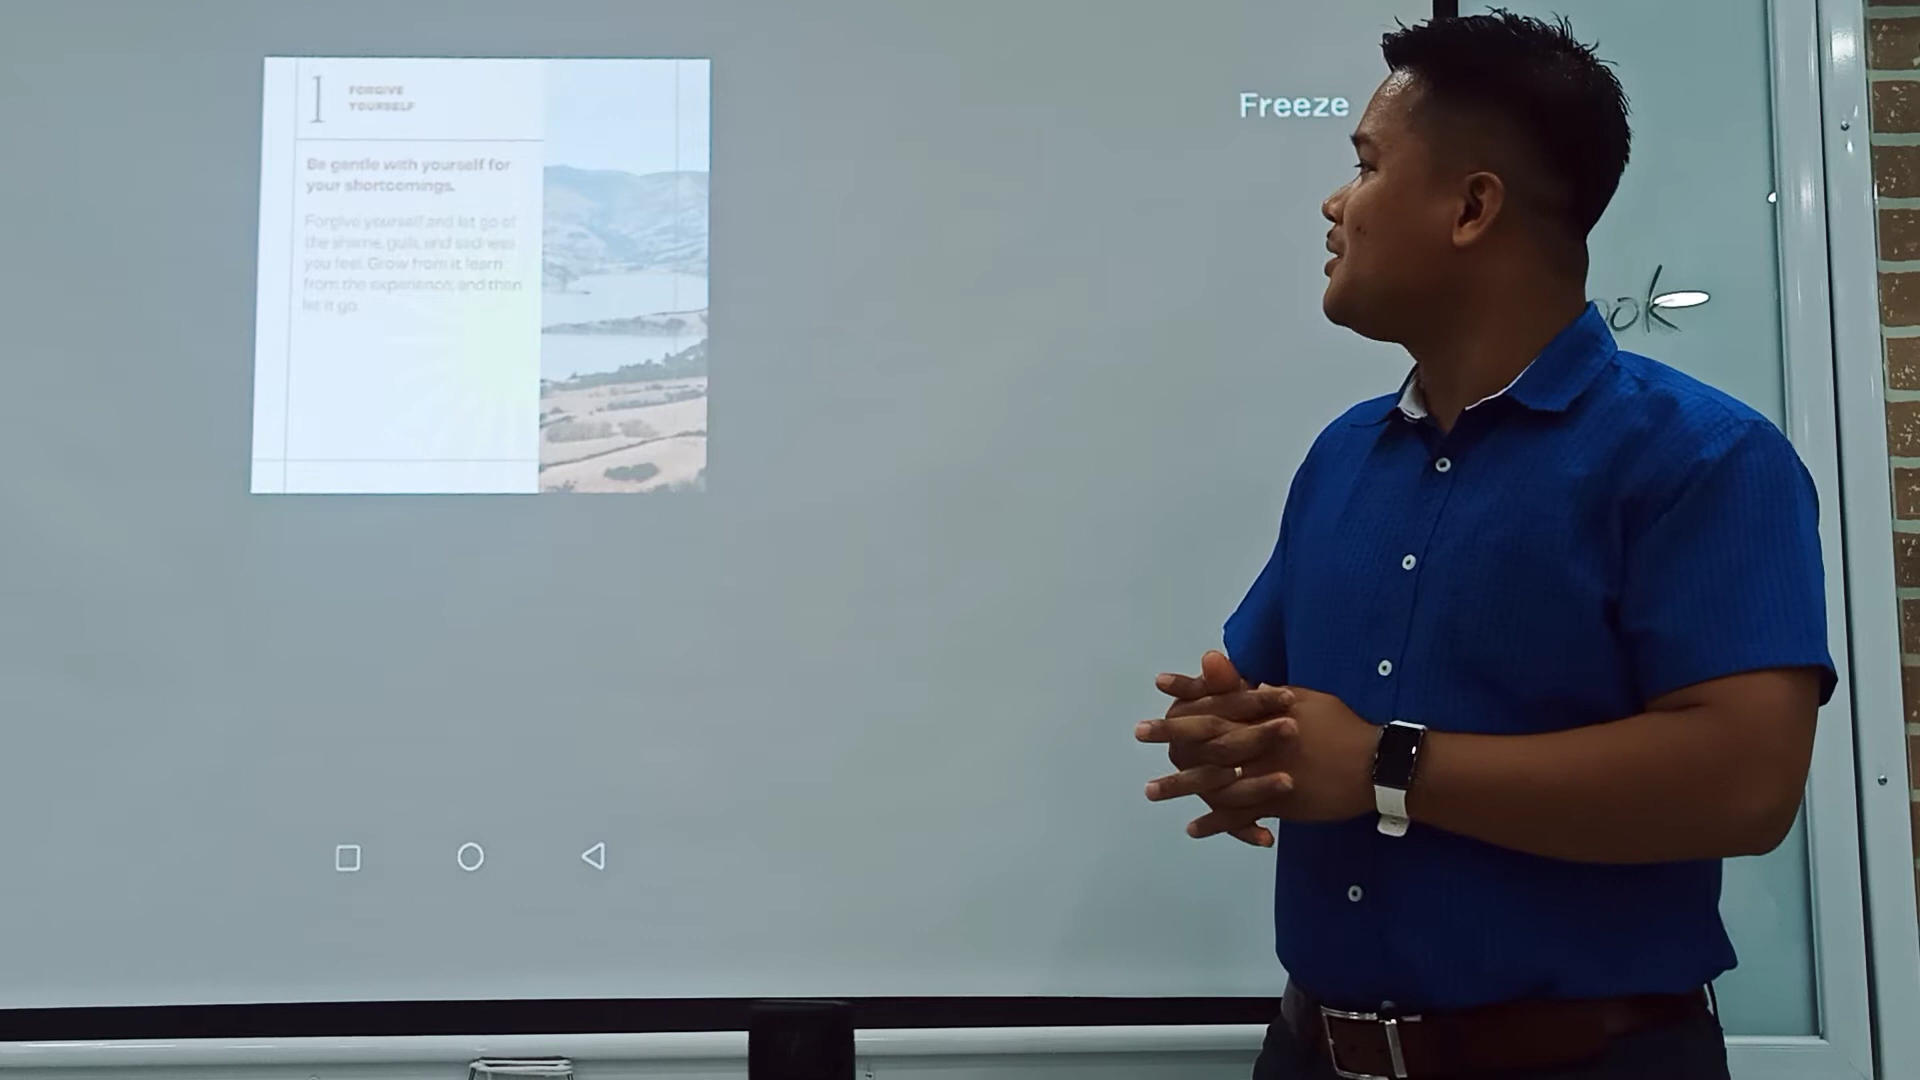 1
FORGIVE
YOURSELF
Be gentle with yourself for
your shortcomings.
Forgive yourself and let go of
the shame, guilt, and sadness
you feel. Grow from it learn
from the experience, and then
let it go.
Freeze
ook